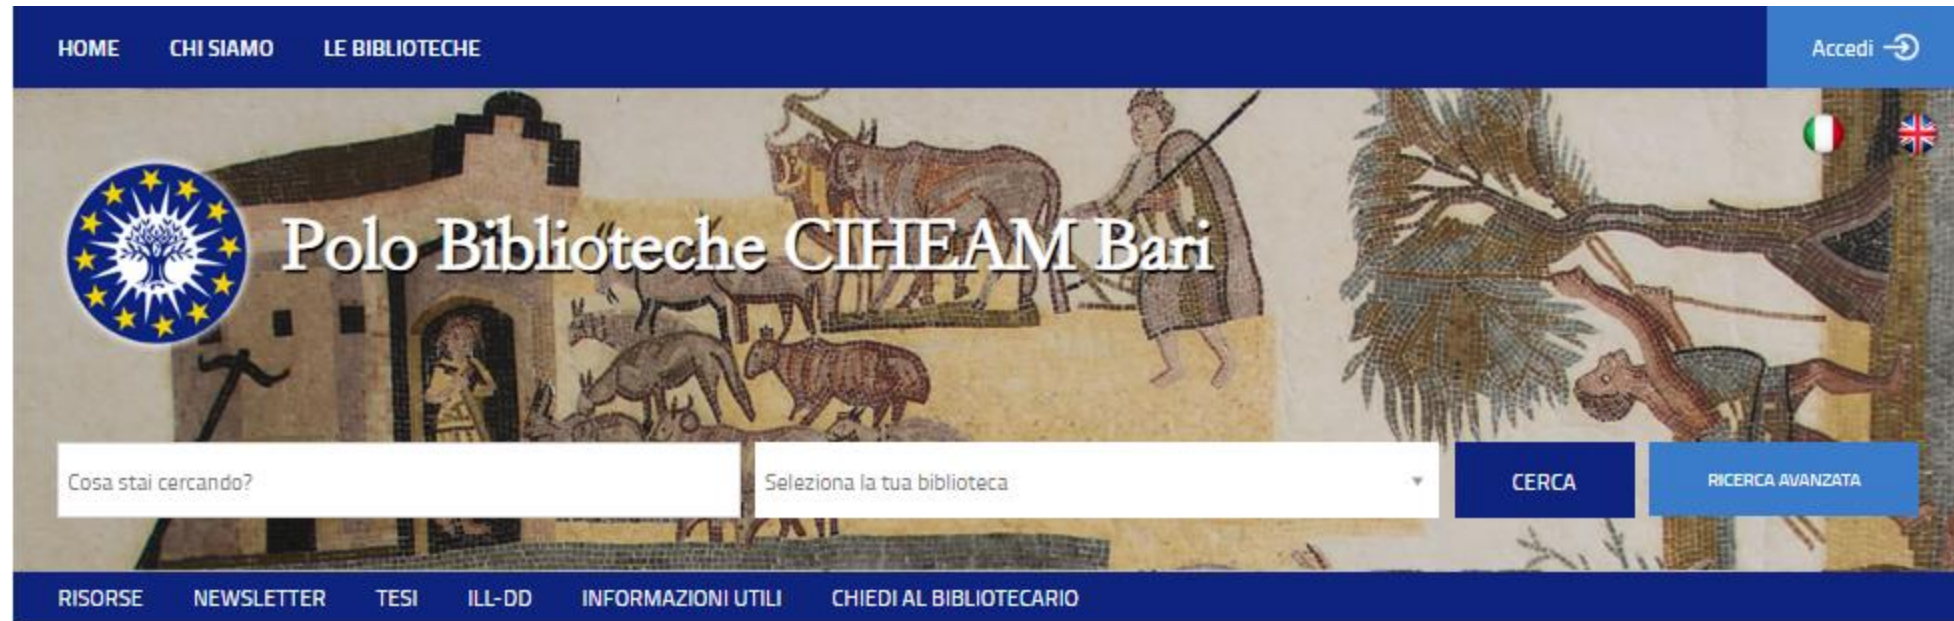 HOME CHI SIAMO LE BIBLIOTECHE Accedi
Polo Biblioteche CIHEAM Bari
Cosa stai cercando? Seleziona la tua biblioteca CERCA RICERCA AVANZATA
RISORSE NEWSLETTER TESI ILL-DD INFORMAZIONI UTILI CHIEDI AL BIBLIOTECARIO